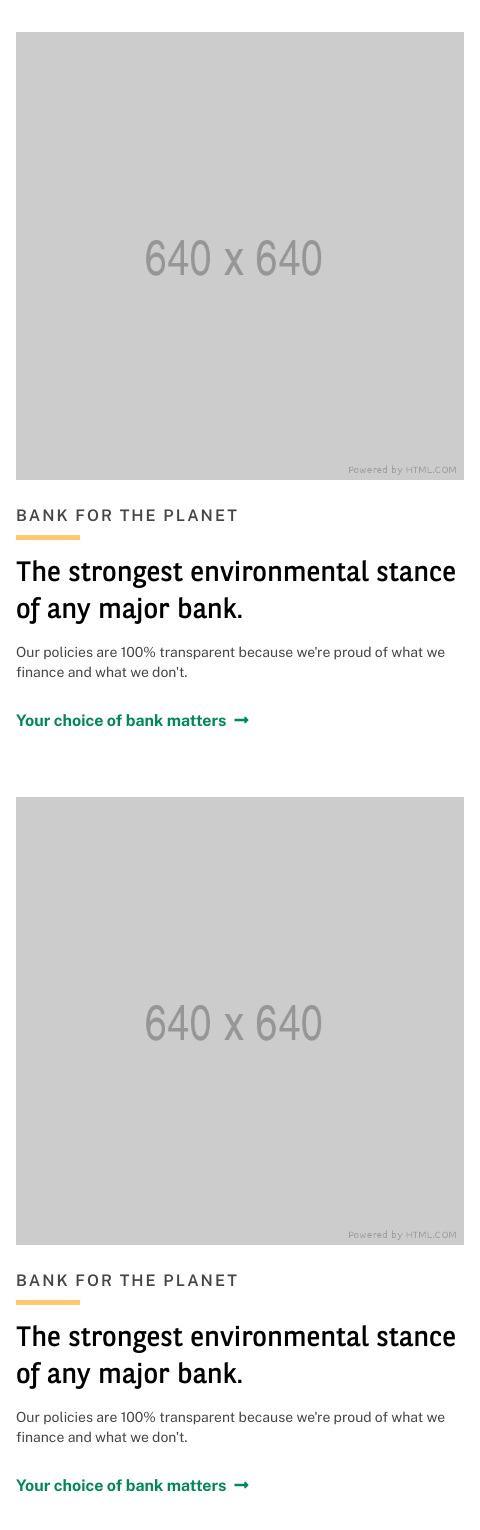 640 x 640
Powered by HTML.COM
BANK FOR THE PLANET
The strongest environmental stance
of any major bank.
Our policies are 100% transparent because we're proud of what we
finance and what we don't.
Your choice of bank matters →
640 x 640
Powered by HTML.COM
BANK FOR THE PLANET
The strongest environmental stance
of any major bank.
Our policies are 100% transparent because we're proud of what we
finance and what we don't.
Your choice of bank matters →